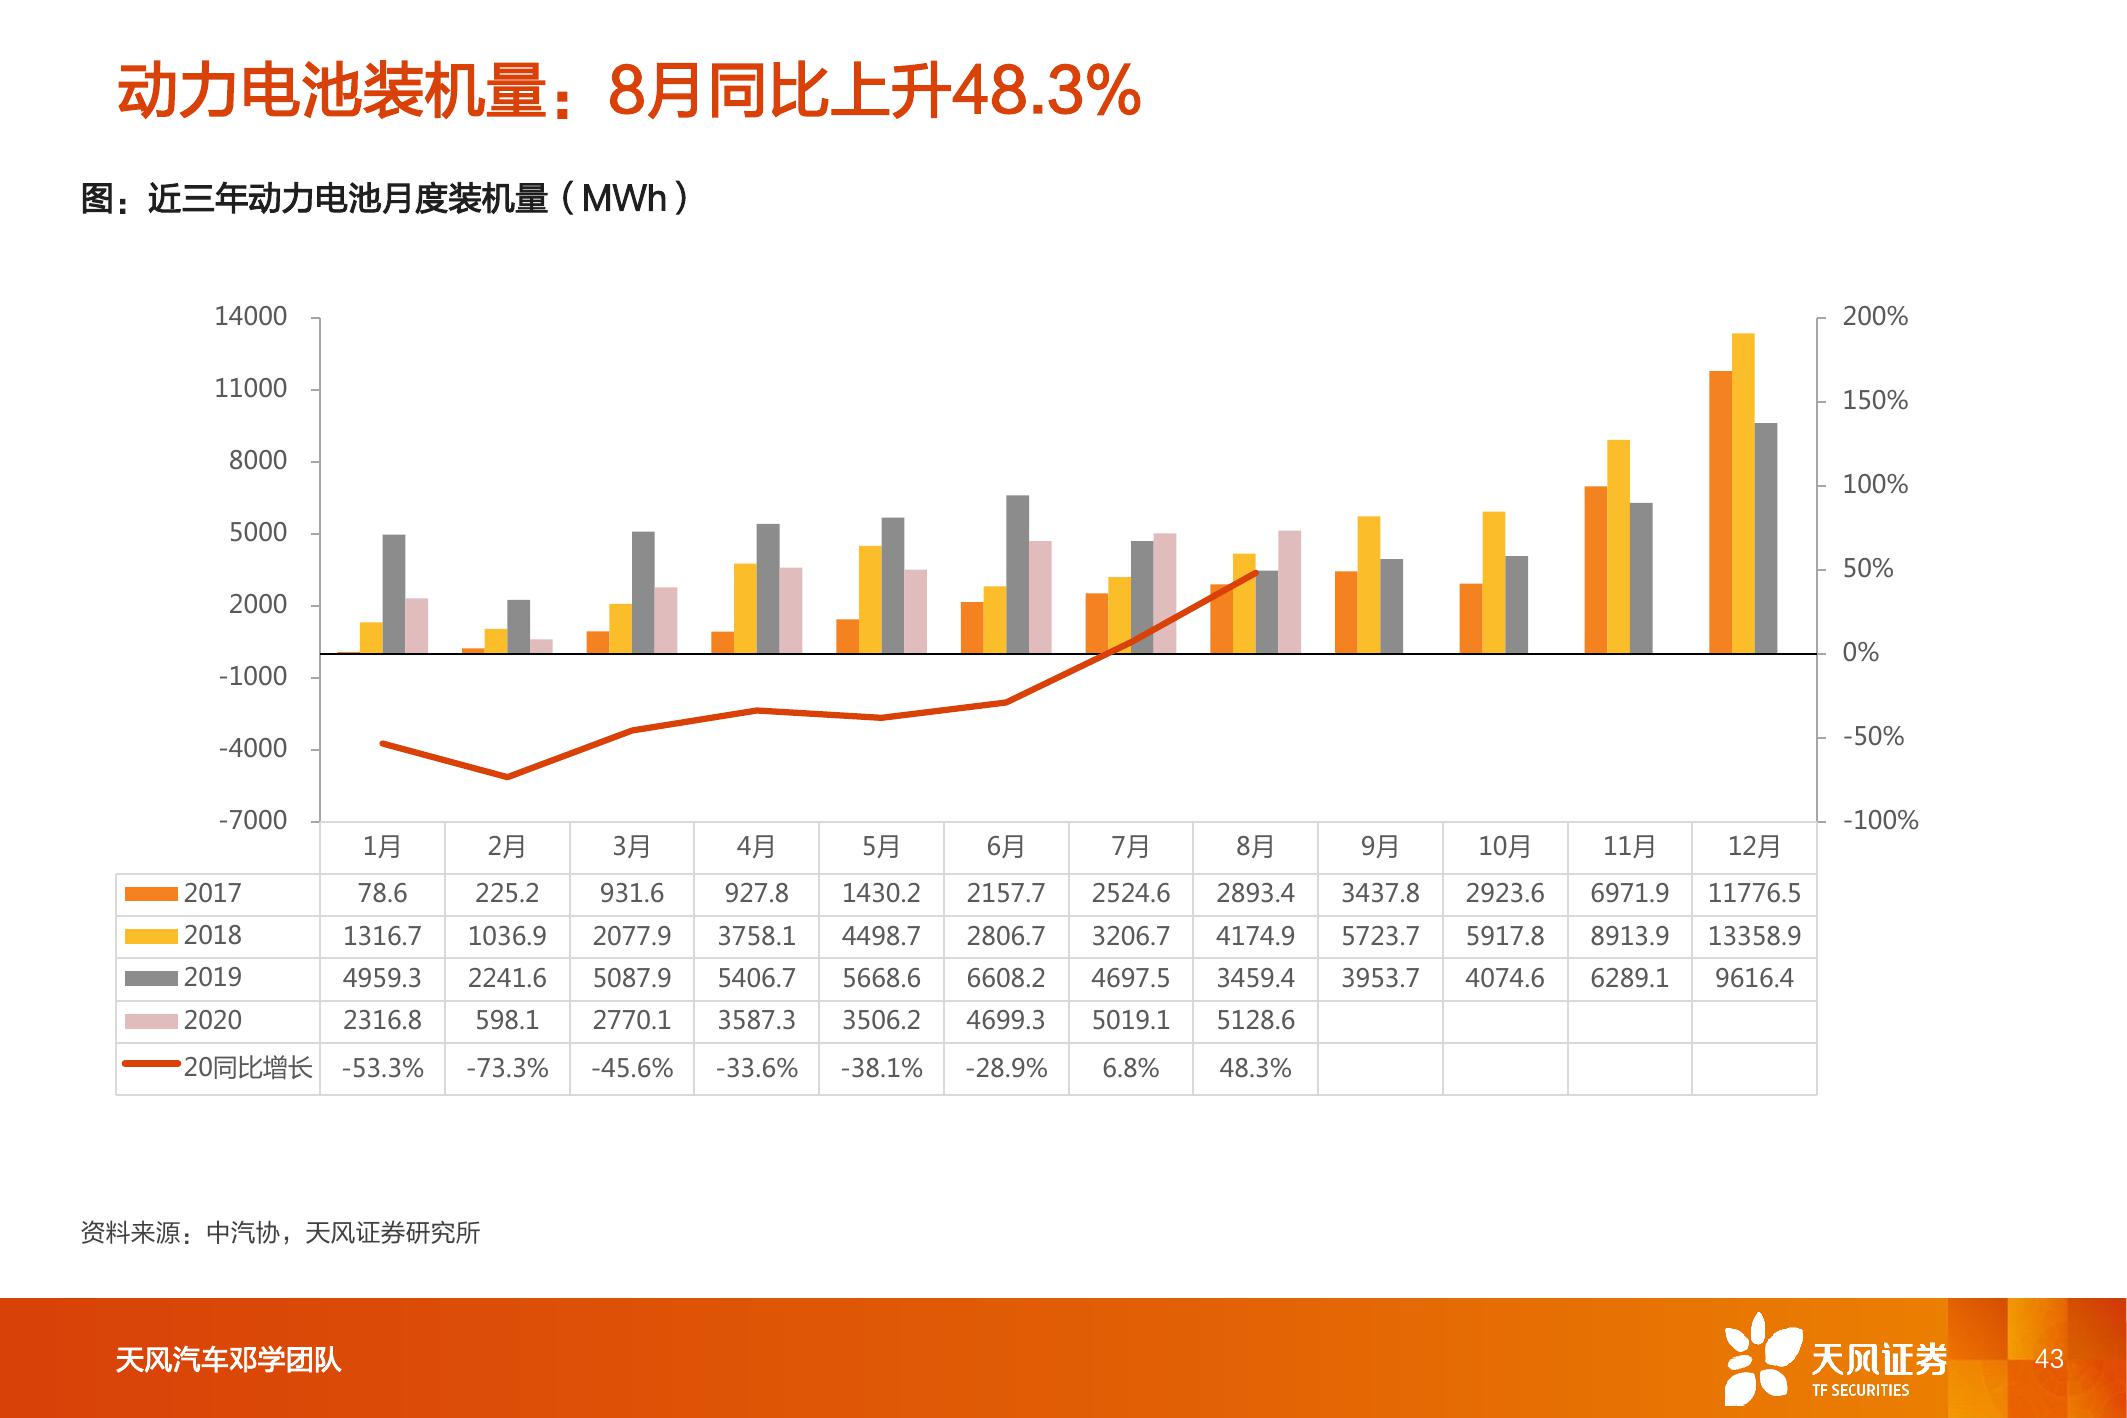 动力电池装机量：8月同比上升48.3%
图：近三年动力电池月度装机量（MWh）
14000 200%
11000 150%
8000 100%
5000 50%
2000 0%
-1000 -50%
-4000
-7000 -100%
1月 2月 3月 4月 5月 6月 7月 8月 9月 10月 11月 12月
2017 78.6 225.2 931.6 927.8 1430.2 2157.7 2524.6 2893.4 3437.8 2923.6 6971.9 11776.5
2018 1316.7 1036.9 2077.9 3758.1 4498.7 2806.7 3206.7 4174.9 5723.7 5917.8 8913.9 13358.9
2019 4959.3 2241.6 5087.9 5406.7 5668.6 6608.2 4697.5 3459.4 3953.7 4074.6 6289.1 9616.4
2020 2316.8 598.1 2770.1 3587.3 3506.2 4699.3 5019.1 5128.6
20同比增长 -53.3% -73.3% -45.6% -33.6% -38.1% -28.9% 6.8% 48.3%
资料来源：中汽协，天风证券研究所
天风汽车邓学团队
天风证券
TF SECURITIES
43